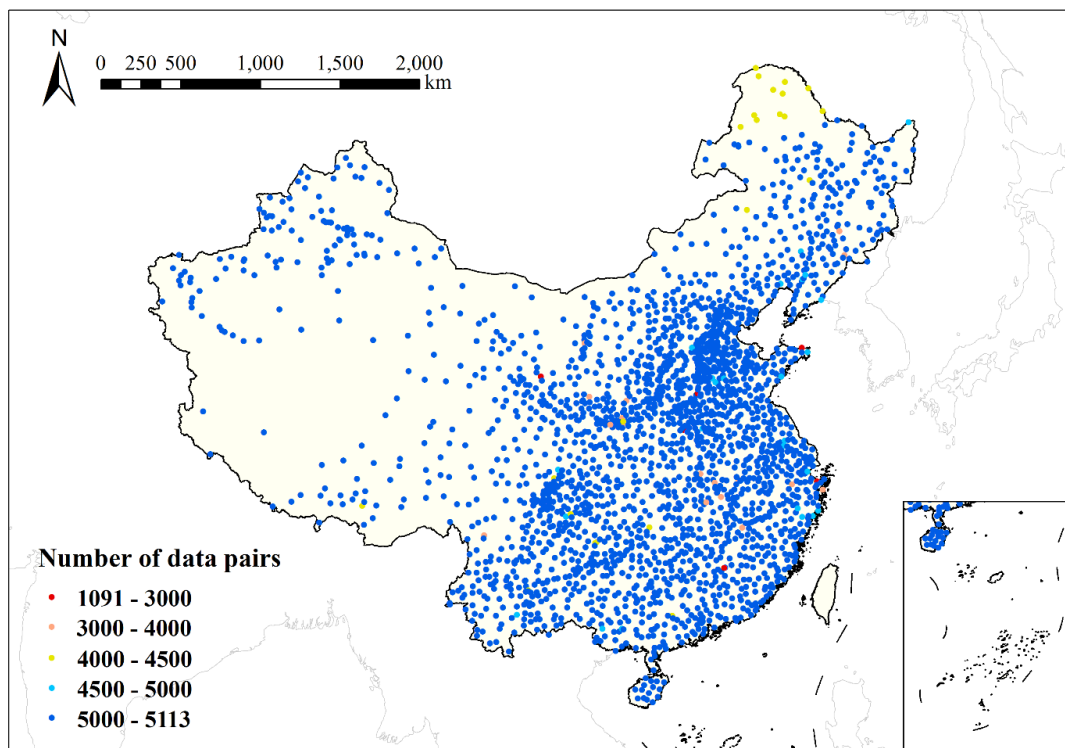 N
0 250 500 1,000 1,500 2,000
km
Number of data pairs
1091 - 3000
3000 - 4000
4000 - 4500
4500 - 5000
5000 - 5113